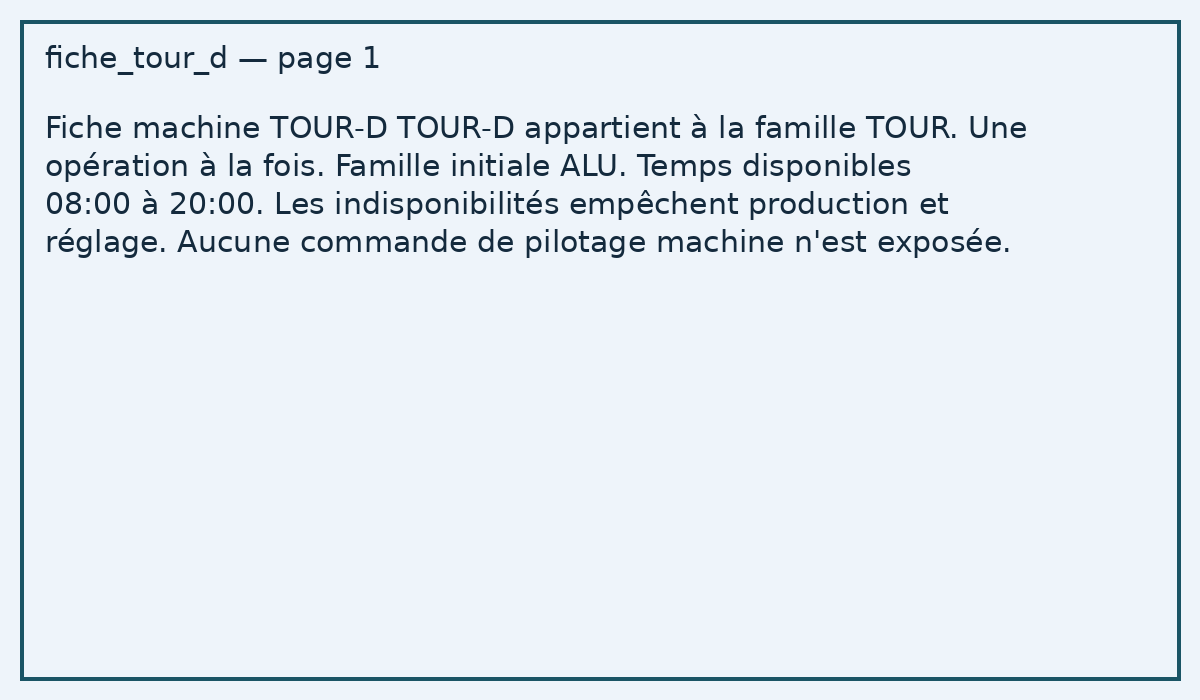 fiche_tour_d — page 1
Fiche machine TOUR-D TOUR-D appartient à la famille TOUR. Une
opération à la fois. Famille initiale ALU. Temps disponibles
08:00 à 20:00. Les indisponibilités empêchent production et
réglage. Aucune commande de pilotage machine n'est exposée.